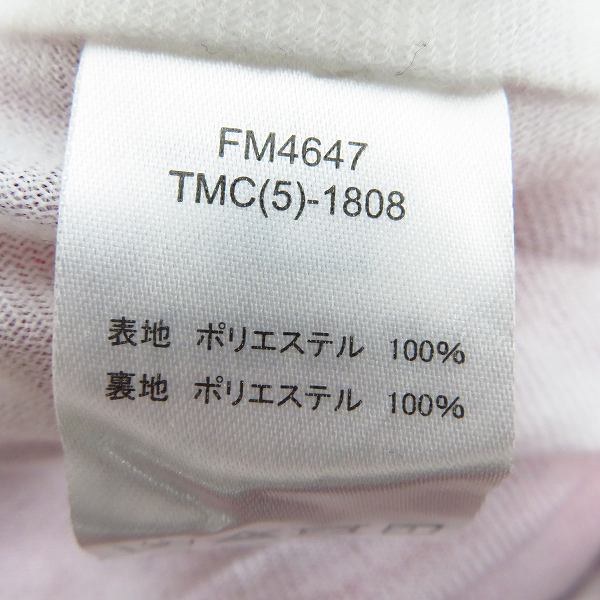 FM4647
TMC(5)-1808
表地 ポリエステル 100%
裏地 ポリエステル 100%